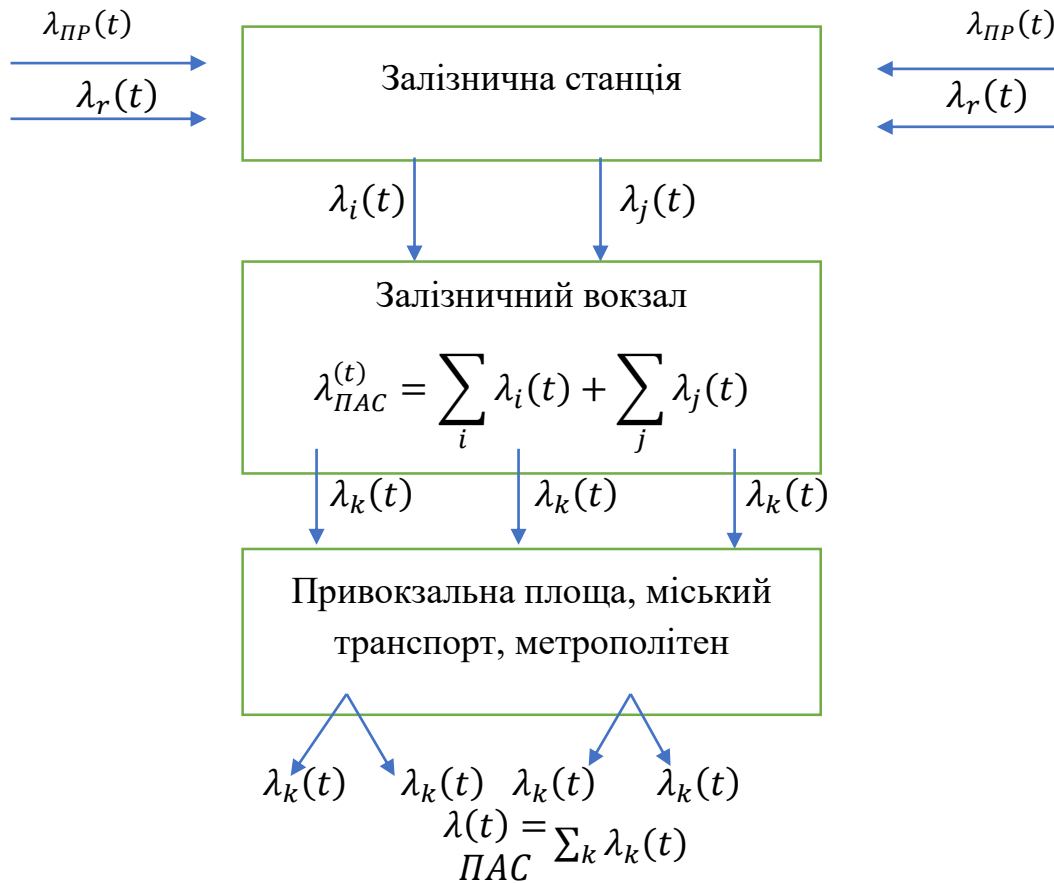 λ_ПР(t) λ_ПР(t)
λ_r(t) λ_r(t)
Залізнична станція
λ_i(t) λ_j(t)
Залізничний вокзал
λ_ПАС^(t) = ∑_i λ_i(t) + ∑_j λ_j(t)
λ_k(t) λ_k(t) λ_k(t)
Привокзальна площа, міський
транспорт, метрополітен
λ_k(t) λ_k(t) λ_k(t) λ_k(t)
λ(t) = ∑_k λ_k(t)
ПАС